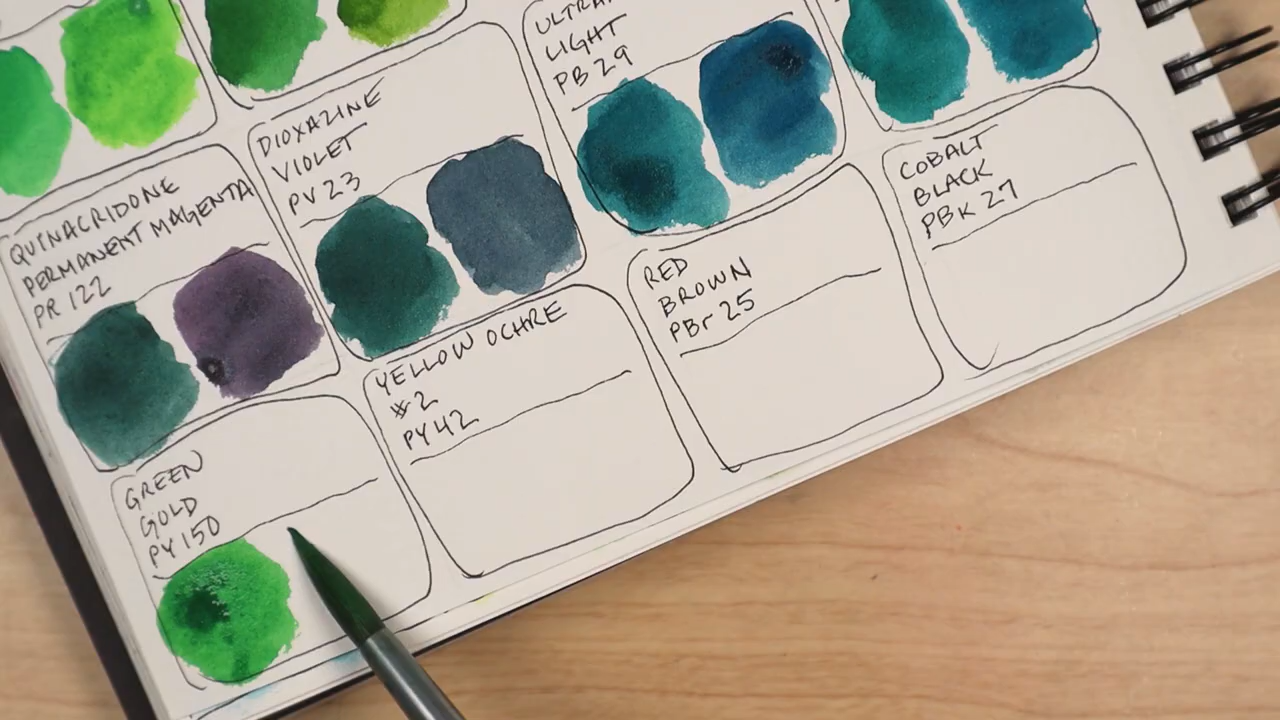 QUINACRIDONE
PERMANENT MAGENTA
PR 122
DIOXAZINE
VIOLET
PV 23
LIGHT
PB 29
COBALT
BLACK
PBk 27
GREEN
GOLD
PY 150
YELLOW OCHRE
#2
PY 42
RED
BROWN
PBr 25